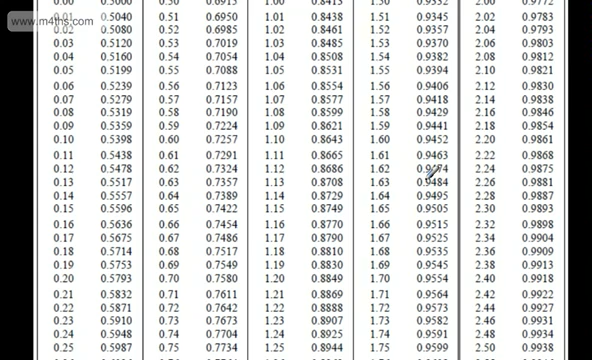 www.m4ths.com
0.00 0.5000 0.50 0.6915 1.00 0.8413 1.50 0.9332 2.00 0.9772
0.01 0.5040 0.51 0.6950 1.01 0.8438 1.51 0.9345 2.02 0.9783
0.02 0.5080 0.52 0.6985 1.02 0.8461 1.52 0.9357 2.04 0.9793
0.03 0.5120 0.53 0.7019 1.03 0.8485 1.53 0.9370 2.06 0.9803
0.04 0.5160 0.54 0.7054 1.04 0.8508 1.54 0.9382 2.08 0.9812
0.05 0.5199 0.55 0.7088 1.05 0.8531 1.55 0.9394 2.10 0.9821
0.06 0.5239 0.56 0.7123 1.06 0.8554 1.56 0.9406 2.12 0.9830
0.07 0.5279 0.57 0.7157 1.07 0.8577 1.57 0.9418 2.14 0.9838
0.08 0.5319 0.58 0.7190 1.08 0.8599 1.58 0.9429 2.16 0.9846
0.09 0.5359 0.59 0.7224 1.09 0.8621 1.59 0.9441 2.18 0.9854
0.10 0.5398 0.60 0.7257 1.10 0.8643 1.60 0.9452 2.20 0.9861
0.11 0.5438 0.61 0.7291 1.11 0.8665 1.61 0.9463 2.22 0.9868
0.12 0.5478 0.62 0.7324 1.12 0.8686 1.62 0.9474 2.24 0.9875
0.13 0.5517 0.63 0.7357 1.13 0.8708 1.63 0.9484 2.26 0.9881
0.14 0.5557 0.64 0.7389 1.14 0.8729 1.64 0.9495 2.28 0.9887
0.15 0.5596 0.65 0.7422 1.15 0.8749 1.65 0.9505 2.30 0.9893
0.16 0.5636 0.66 0.7454 1.16 0.8770 1.66 0.9515 2.32 0.9898
0.17 0.5675 0.67 0.7486 1.17 0.8790 1.67 0.9525 2.34 0.9904
0.18 0.5714 0.68 0.7517 1.18 0.8810 1.68 0.9535 2.36 0.9909
0.19 0.5753 0.69 0.7549 1.19 0.8830 1.69 0.9545 2.38 0.9913
0.20 0.5793 0.70 0.7580 1.20 0.8849 1.70 0.9554 2.40 0.9918
0.21 0.5832 0.71 0.7611 1.21 0.8869 1.71 0.9564 2.42 0.9922
0.22 0.5871 0.72 0.7642 1.22 0.8888 1.72 0.9573 2.44 0.9927
0.23 0.5910 0.73 0.7673 1.23 0.8907 1.73 0.9582 2.46 0.9931
0.24 0.5948 0.74 0.7704 1.24 0.8925 1.74 0.9591 2.48 0.9934
0.25 0.5987 0.75 0.7734 1.25 0.8944 1.75 0.9599 2.50 0.9938